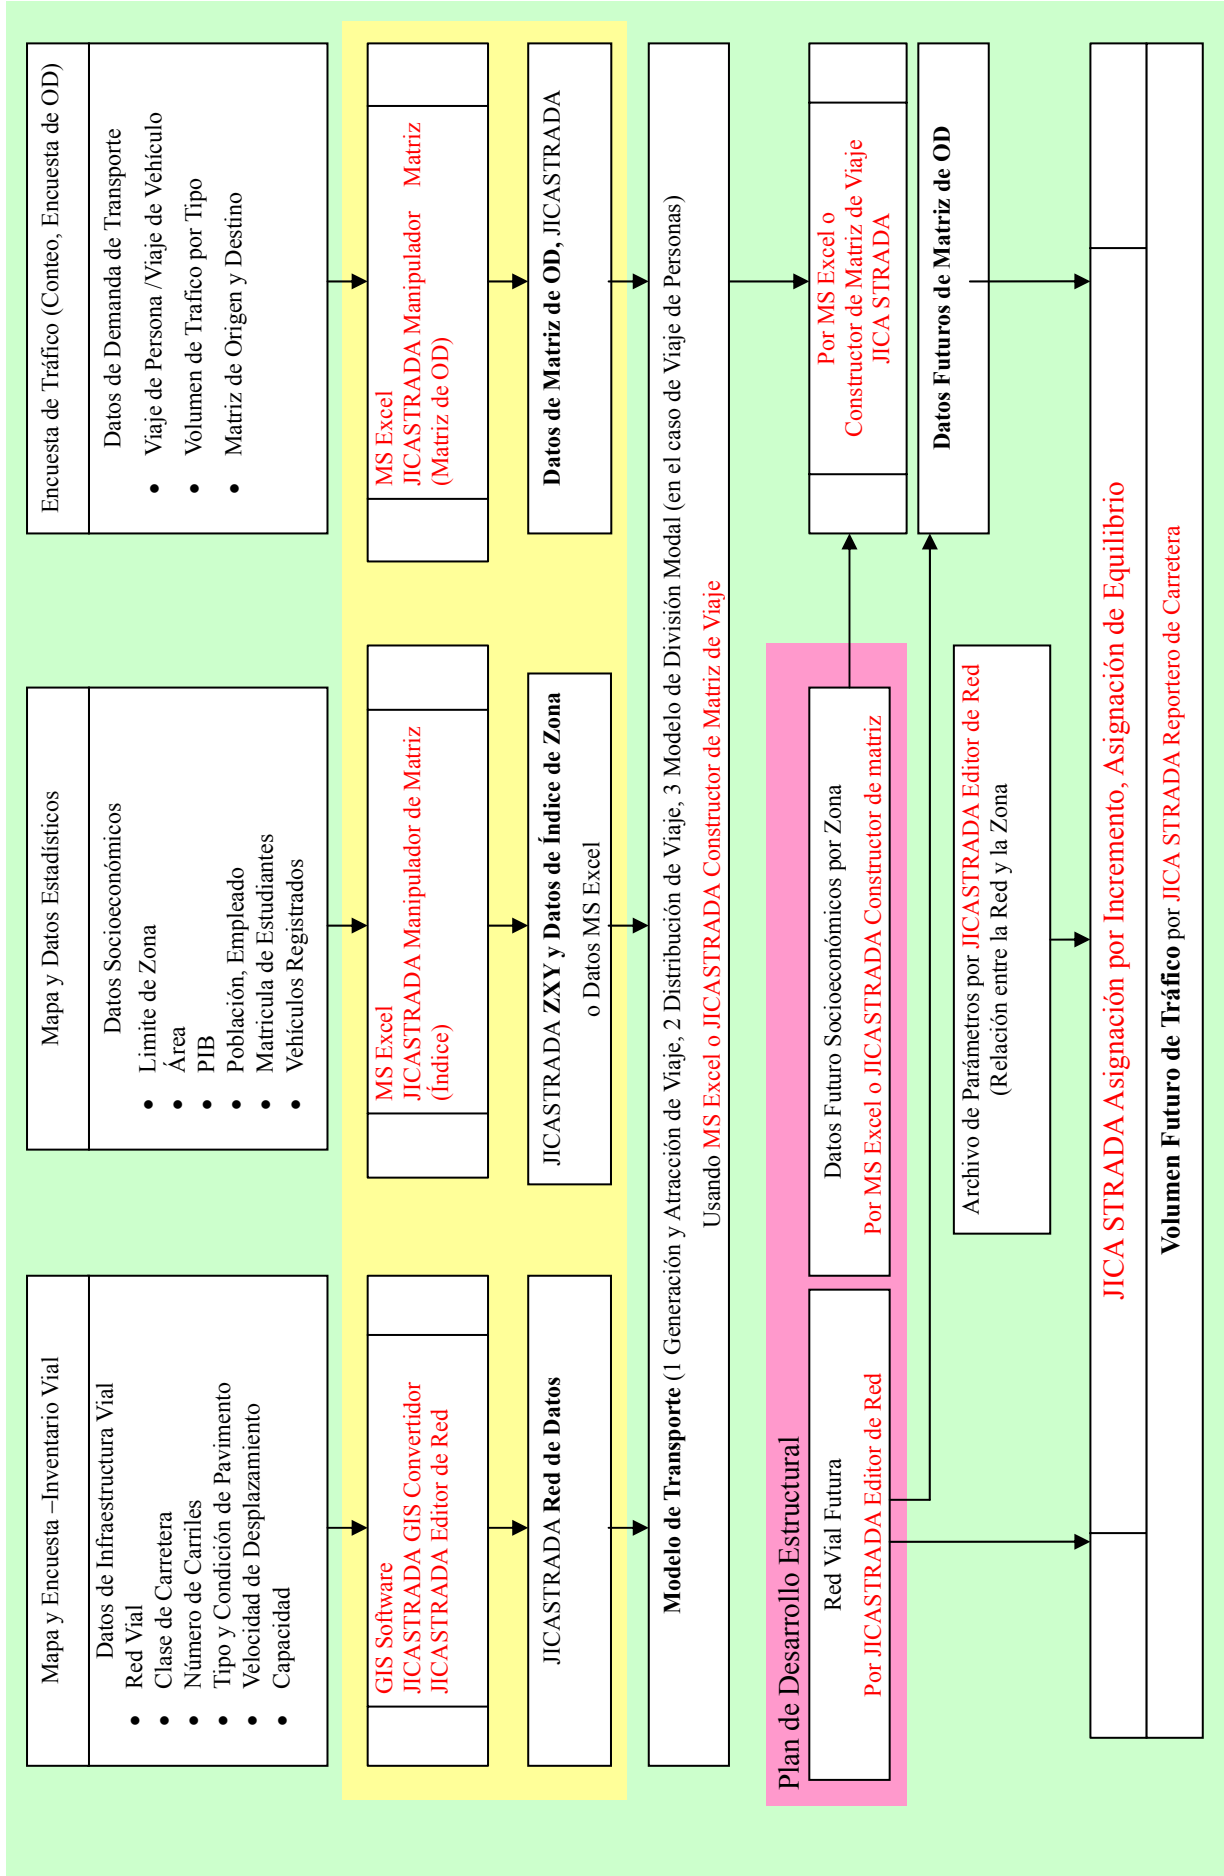 Mapa y Encuesta –Inventario Vial
Datos de Infraestructura Vial
• Red Vial
• Clase de Carretera
• Número de Carriles
• Tipo y Condición de Pavimento
• Velocidad de Desplazamiento
• Capacidad
Mapa y Datos Estadísticos
Datos Socioeconómicos
• Limite de Zona
• Área
• PIB
• Población, Empleado
• Matricula de Estudiantes
• Vehículos Registrados
Encuesta de Tráfico (Conteo, Encuesta de OD)
Datos de Demanda de Transporte
• Viaje de Persona /Viaje de Vehículo
• Volumen de Trafico por Tipo
• Matriz de Origen y Destino
GIS Software
JICASTRADA GIS Convertidor
JICASTRADA Editor de Red
MS Excel
JICASTRADA Manipulador de Matriz
(Índice)
MS Excel
JICASTRADA Manipulador Matriz
(Matriz de OD)
JICASTRADA Red de Datos
JICASTRADA ZXY y Datos de Índice de Zona
o Datos MS Excel
Datos de Matriz de OD, JICASTRADA
Modelo de Transporte (1 Generación y Atracción de Viaje, 2 Distribución de Viaje, 3 Modelo de División Modal (en el caso de Viaje de Personas)
Usando MS Excel o JICASTRADA Constructor de Matriz de Viaje
Plan de Desarrollo Estructural
Red Vial Futura
Por JICASTRADA Editor de Red
Datos Futuro Socioeconómicos por Zona
Por MS Excel o JICASTRADA Constructor de matriz
Por MS Excel o
Constructor de Matriz de Viaje
JICA STRADA
Datos Futuros de Matriz de OD
Archivo de Parámetros por JICASTRADA Editor de Red
(Relación entre la Red y la Zona)
JICA STRADA Asignación por Incremento, Asignación de Equilibrio
Volumen Futuro de Tráfico por JICA STRADA Reportero de Carretera